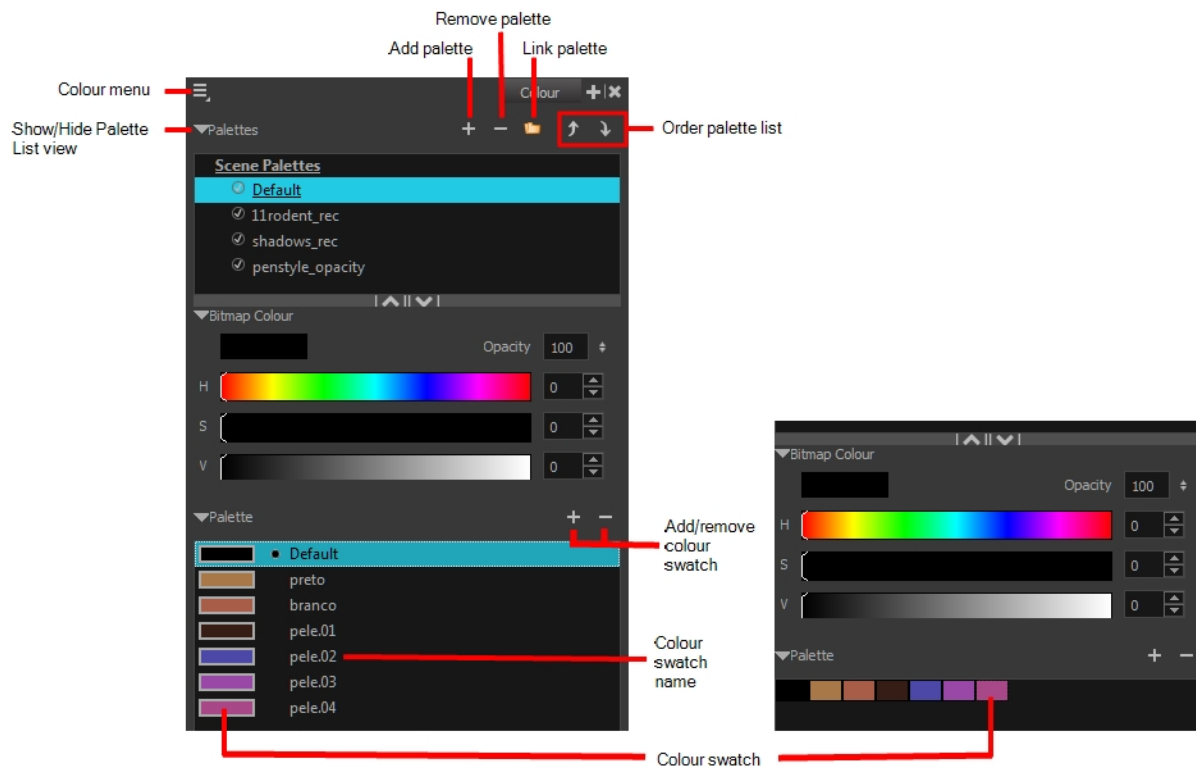 Remove palette
Add palette
Link palette
Colour menu
Colour
Show/Hide Palette
List view
Palettes
Order palette list
Scene Palettes
Default
11rodent_rec
shadows_rec
penstyle_opacity
Bitmap Colour
Opacity 100
H 0
S 0
V 0
Palette
Default
preto
branco
pele.01
pele.02
pele.03
pele.04
Add/remove
colour
swatch
Colour
swatch
name
Bitmap Colour
Opacity 100
H 0
S 0
V 0
Palette
Colour swatch